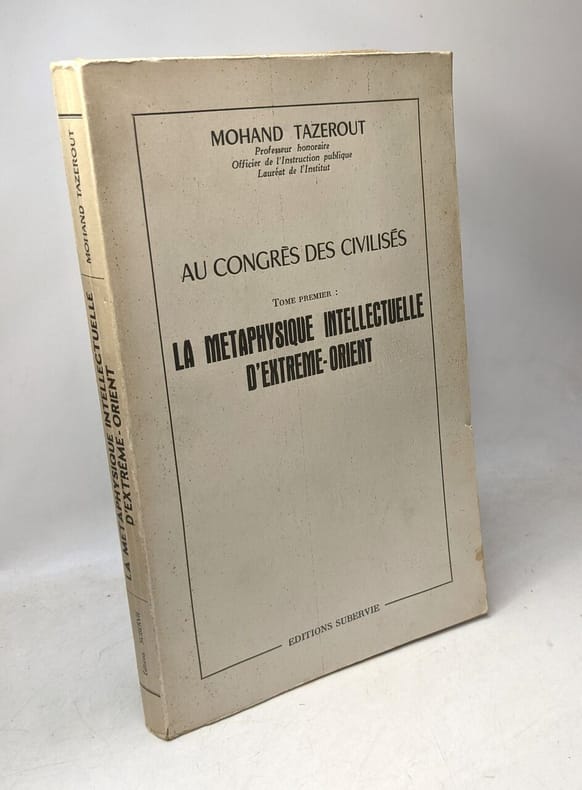 MOHAND TAZEROUT
Professeur honoraire
Officier de l'Instruction publique
Lauréat de l'Institut
AU CONGRÈS DES CIVILISÉS
TOME PREMIER :
LA METAPHYSIQUE INTELLECTUELLE
D'EXTREME-ORIENT
EDITIONS SUBERVIE
MOHAND TAZEROUT
LA METAPHYSIQUE INTELLECTUELLE
D'EXTREME-ORIENT
SUBERVIE